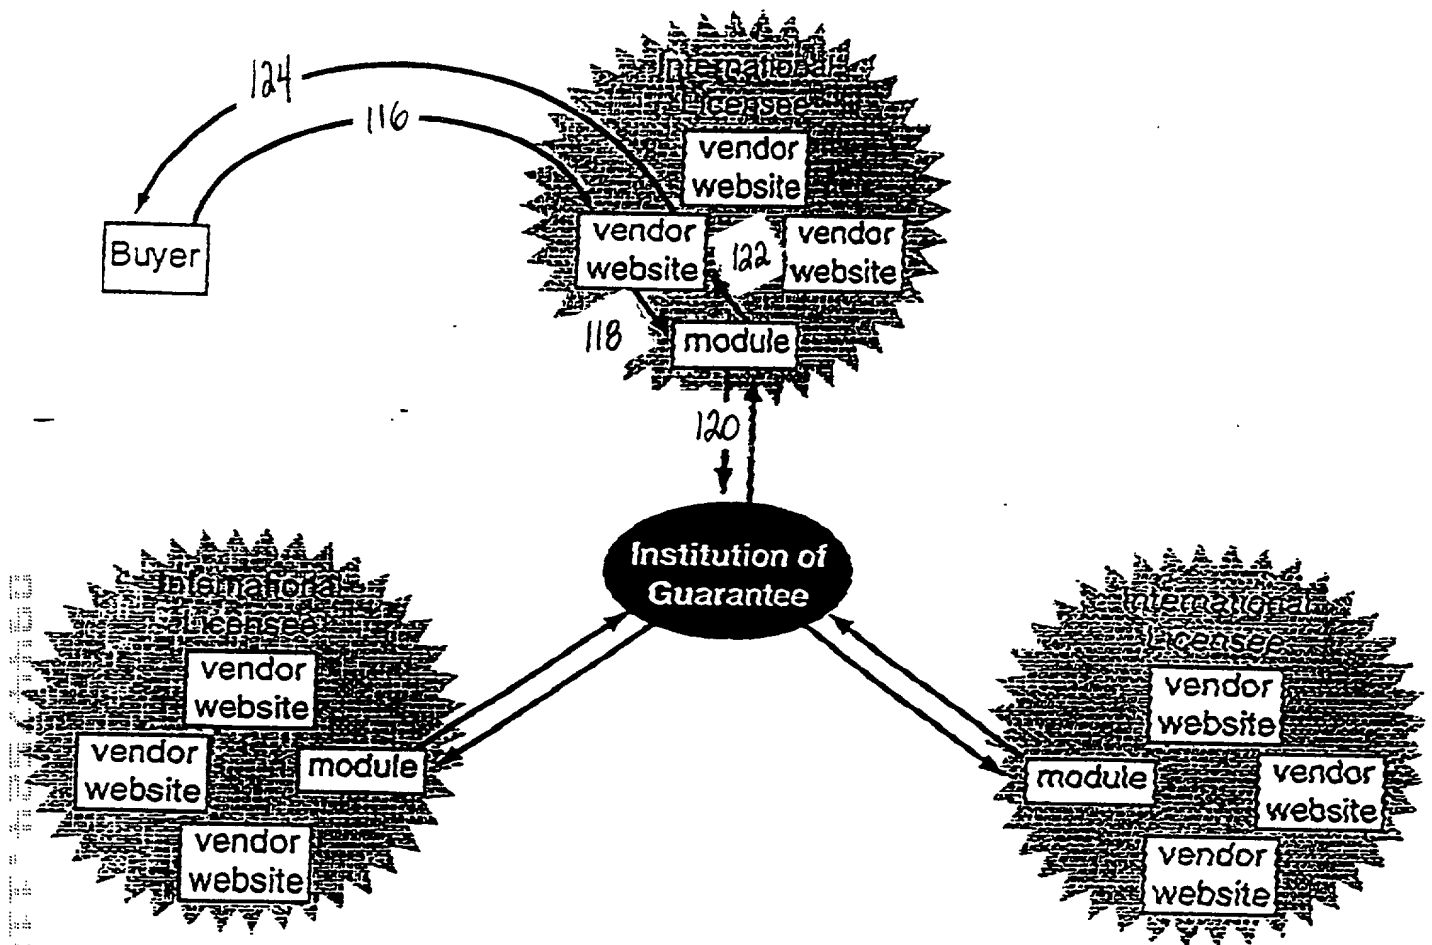 124
116
International
Licensee
vendor
website
Buyer
vendor
website
122
vendor
website
118
module
120
Institution of
Guarantee
International
Licensee
vendor
website
vendor
website
module
vendor
website
International
Licensee
vendor
website
module
vendor
website
vendor
website